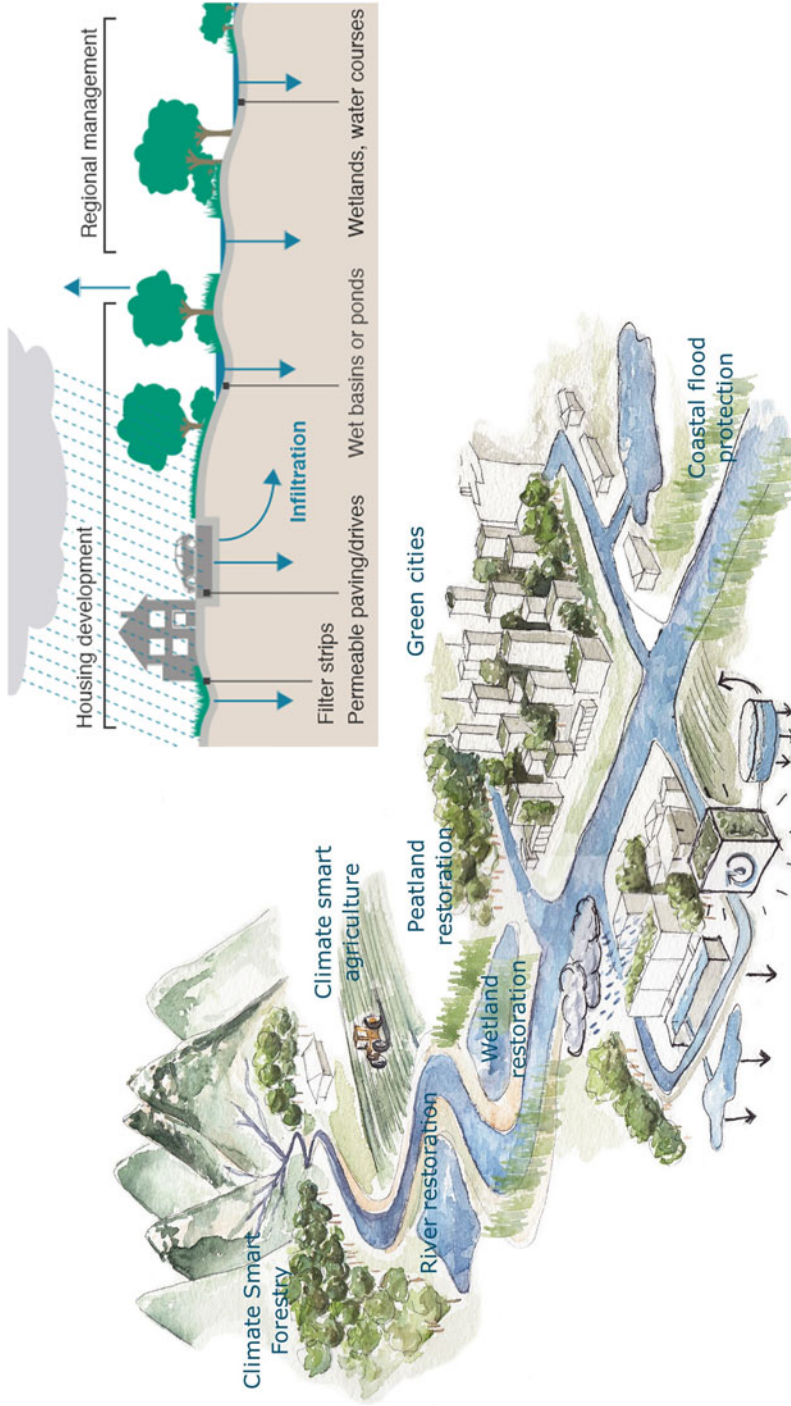 Housing development
Regional management
Infiltration
Filter strips
Permeable paving/drives
Wet basins or ponds
Wetlands, water courses
Climate Smart
Forestry
Climate smart
agriculture
River restoration
Wetland
restoration
Peatland
restoration
Green cities
Coastal flood
protection